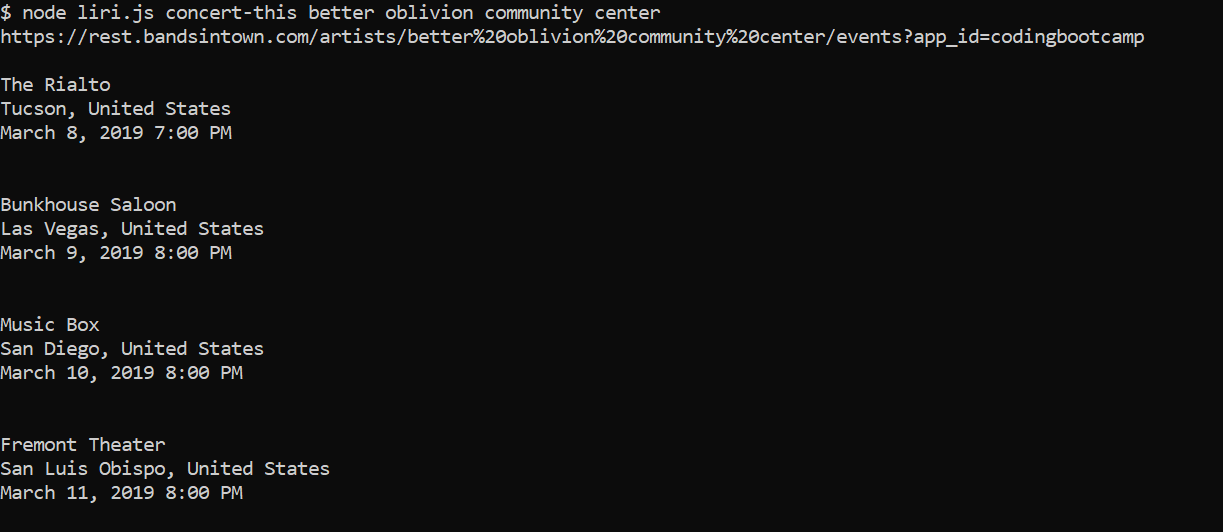 $ node liri.js concert-this better oblivion community center
https://rest.bandsintown.com/artists/better%20oblivion%20community%20center/events?app_id=codingbootcamp
The Rialto
Tucson, United States
March 8, 2019 7:00 PM
Bunkhouse Saloon
Las Vegas, United States
March 9, 2019 8:00 PM
Music Box
San Diego, United States
March 10, 2019 8:00 PM
Fremont Theater
San Luis Obispo, United States
March 11, 2019 8:00 PM